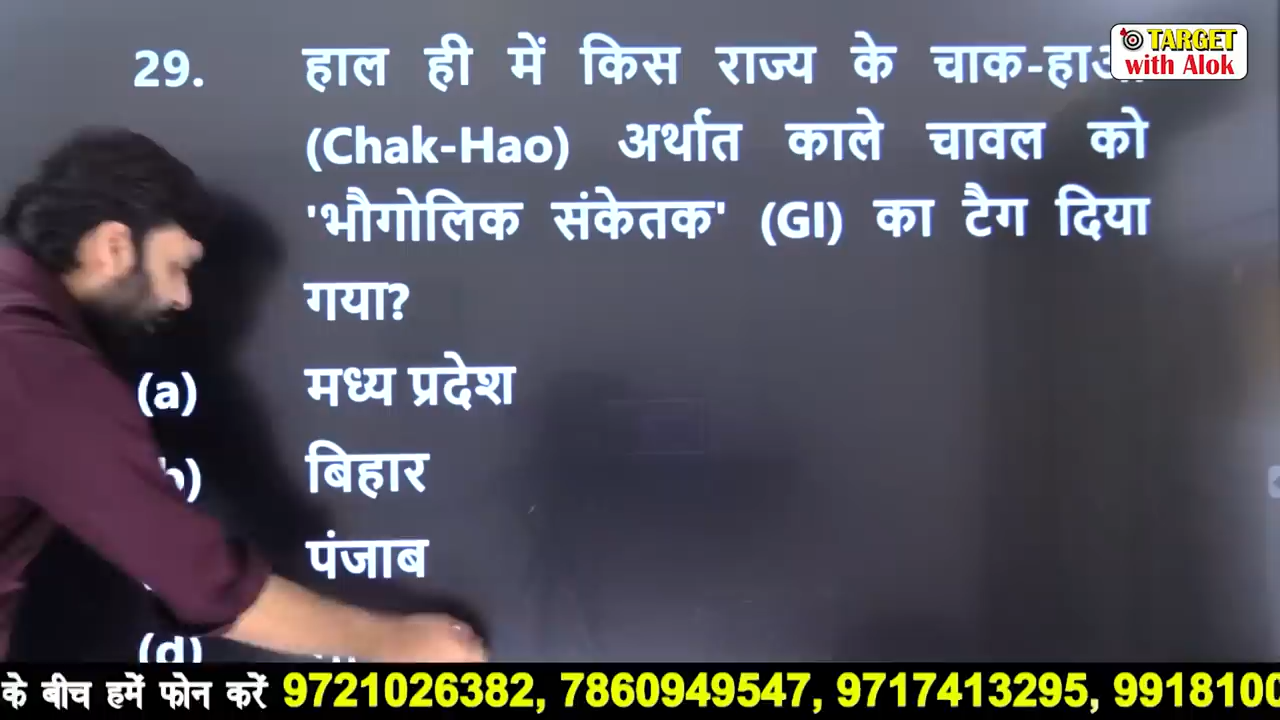 TARGET
with Alok
29. हाल ही में किस राज्य के
(Chak-Hao) अर्थात काले चावल को
'भौगोलिक संकेतक' (GI) का टैग दिया
गया?
(a) मध्य प्रदेश
बिहार
पंजाब
(d)
के बीच हमें फोन करें 9721026382, 7860949547, 9717413295, 9918100